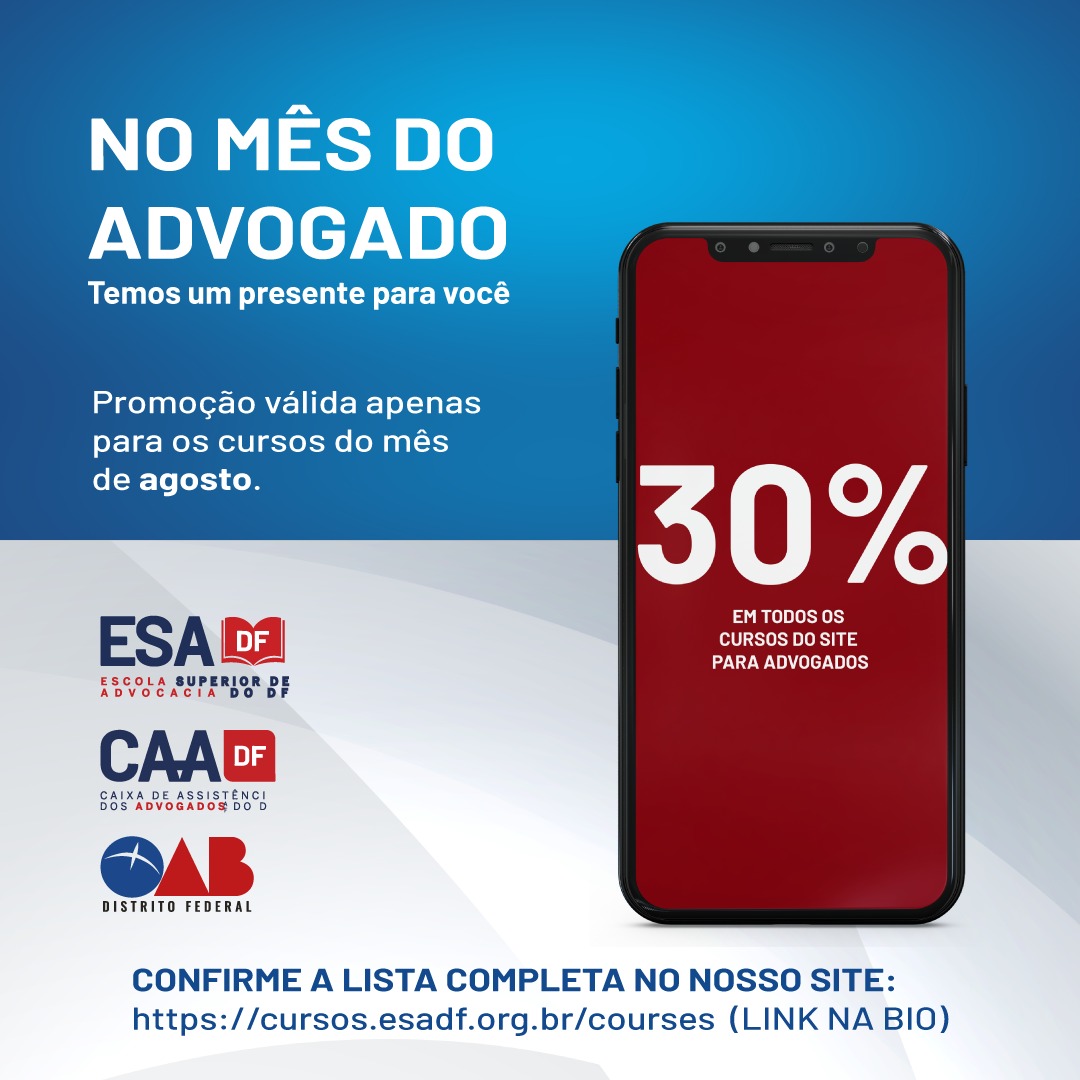 NO MÊS DO
ADVOGADO
Temos um presente para você
Promoção válida apenas
para os cursos do mês
de agosto.
30%
EM TODOS OS
CURSOS DO SITE
PARA ADVOGADOS
ESA DF
ESCOLA SUPERIOR DE
ADVOCACIA DO DF
CAA DF
CAIXA DE ASSISTÊNCI
DOS ADVOGADOS DO D
OAB
DISTRITO FEDERAL
CONFIRME A LISTA COMPLETA NO NOSSO SITE:
https://cursos.esadf.org.br/courses (LINK NA BIO)